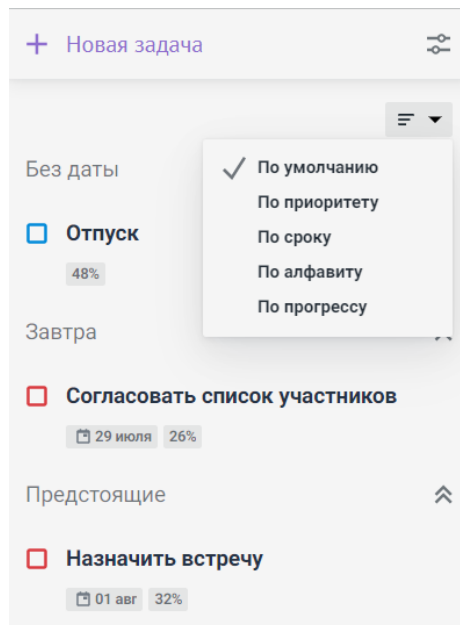 Новая задача
Без даты
По умолчанию
По приоритету
По сроку
По алфавиту
По прогрессу
Отпуск
48%
Завтра
Согласовать список участников
29 июля 26%
Предстоящие
Назначить встречу
01 авг 32%